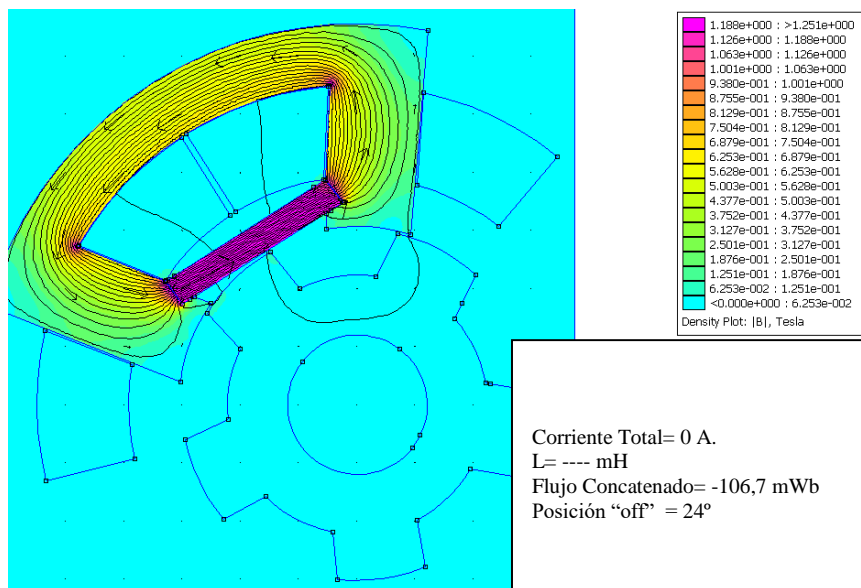 1.188e+000 : >1.251e+000
1.126e+000 : 1.188e+000
1.063e+000 : 1.126e+000
1.001e+000 : 1.063e+000
9.380e-001 : 1.001e+000
8.755e-001 : 9.380e-001
8.129e-001 : 8.755e-001
7.504e-001 : 8.129e-001
6.879e-001 : 7.504e-001
6.253e-001 : 6.879e-001
5.628e-001 : 6.253e-001
5.003e-001 : 5.628e-001
4.377e-001 : 5.003e-001
3.752e-001 : 4.377e-001
3.127e-001 : 3.752e-001
2.501e-001 : 3.127e-001
1.876e-001 : 2.501e-001
1.251e-001 : 1.876e-001
6.253e-002 : 1.251e-001
<0.000e+000 : 6.253e-002
Density Plot: |B|, Tesla
Corriente Total= 0 A.
L= ---- mH
Flujo Concatenado= -106,7 mWb
Posición “off” = 24º